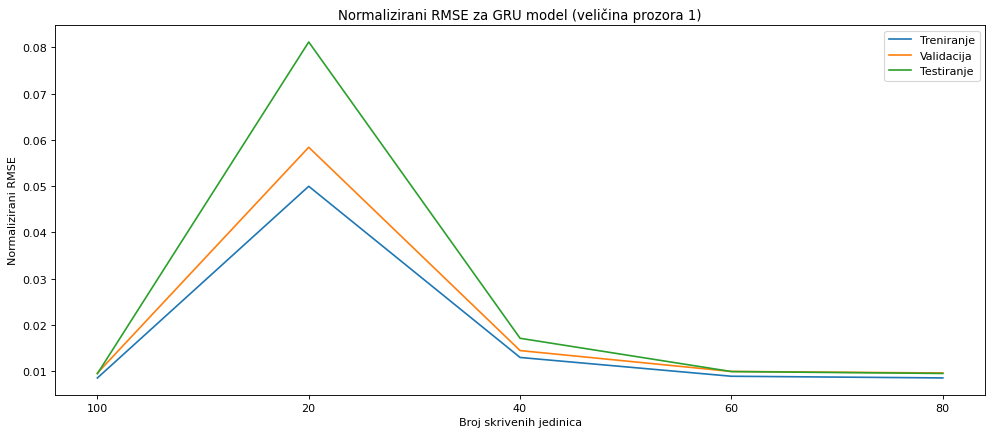 Normalizirani RMSE za GRU model (veličina prozora 1)
Treniranje
Validacija
Testiranje
Normalizirani RMSE
0.08
0.07
0.06
0.05
0.04
0.03
0.02
0.01
100
20
40
60
80
Broj skrivenih jedinica